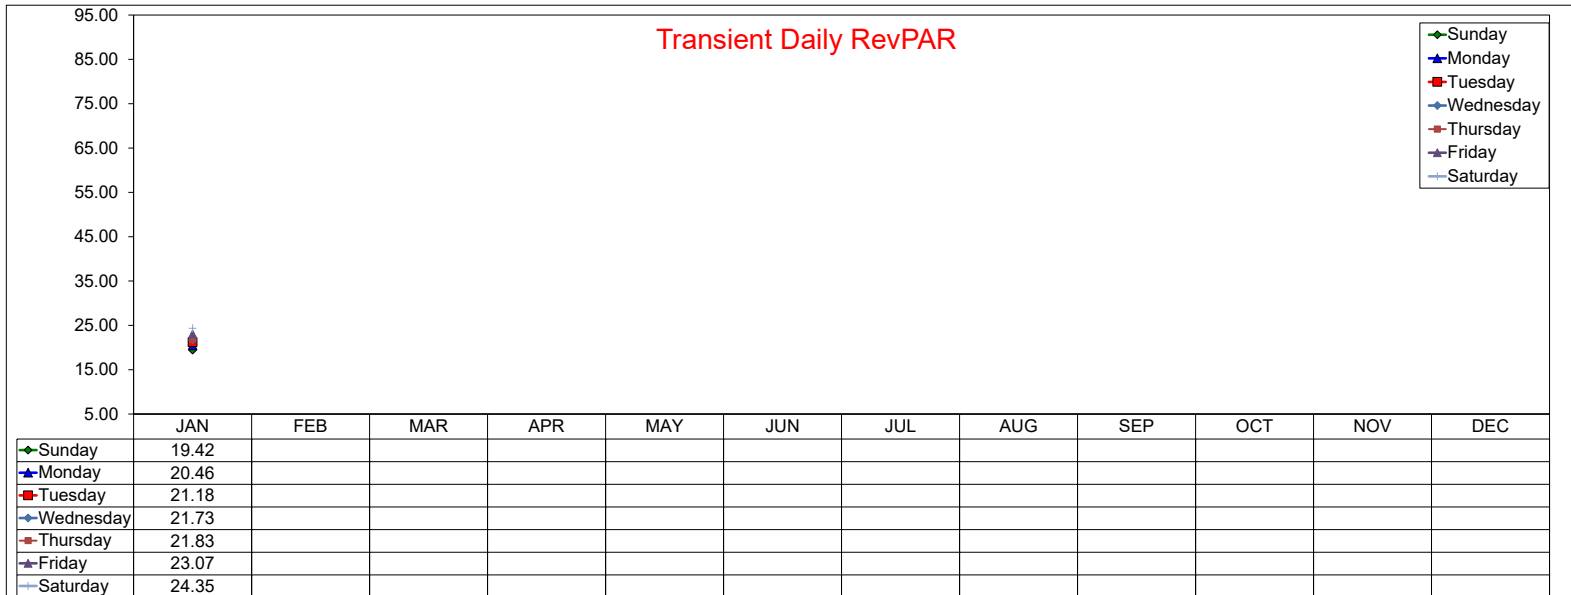 Transient Daily RevPAR
95.00
85.00
75.00
65.00
55.00
45.00
35.00
25.00
15.00
5.00
Sunday
Monday
Tuesday
Wednesday
Thursday
Friday
Saturday
JAN FEB MAR APR MAY JUN JUL AUG SEP OCT NOV DEC
Sunday 19.42
Monday 20.46
Tuesday 21.18
Wednesday 21.73
Thursday 21.83
Friday 23.07
Saturday 24.35